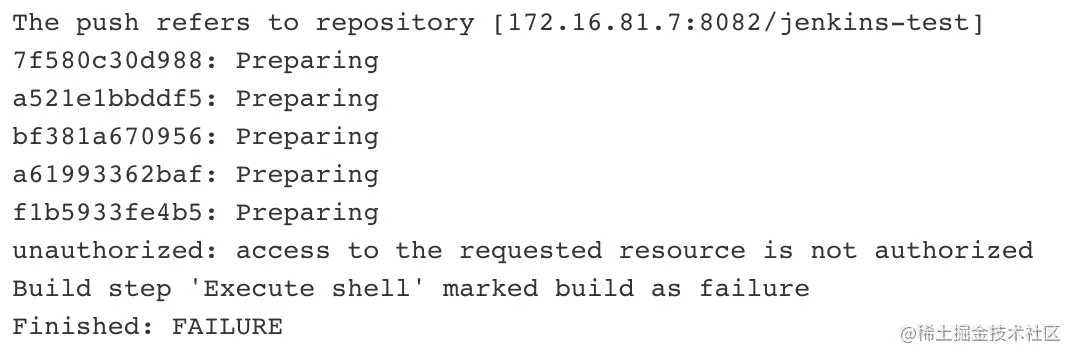 The push refers to repository [172.16.81.7:8082/jenkins-test]
7f580c30d988: Preparing
a521e1bbddf5: Preparing
bf381a670956: Preparing
a61993362baf: Preparing
f1b5933fe4b5: Preparing
unauthorized: access to the requested resource is not authorized
Build step 'Execute shell' marked build as failure
Finished: FAILURE
@稀土掘金技术社区